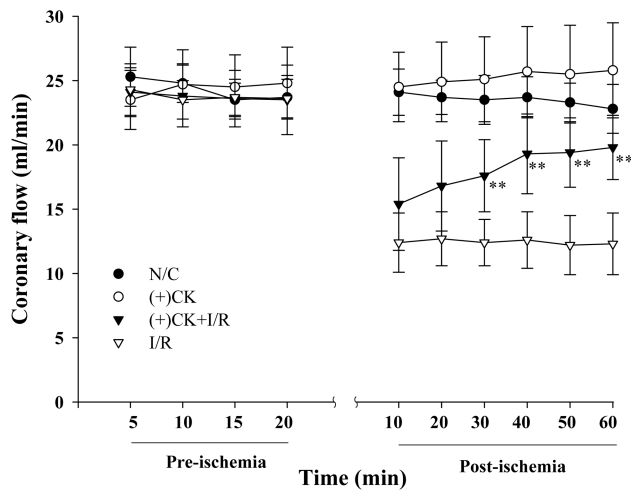 Coronary flow (ml/min)
30
25
20
15
10
5
0
** ** ** **
N/C
(+)CK
(+)CK+I/R
I/R
5 10 15 20 10 20 30 40 50 60
Pre-ischemia Post-ischemia
Time (min)